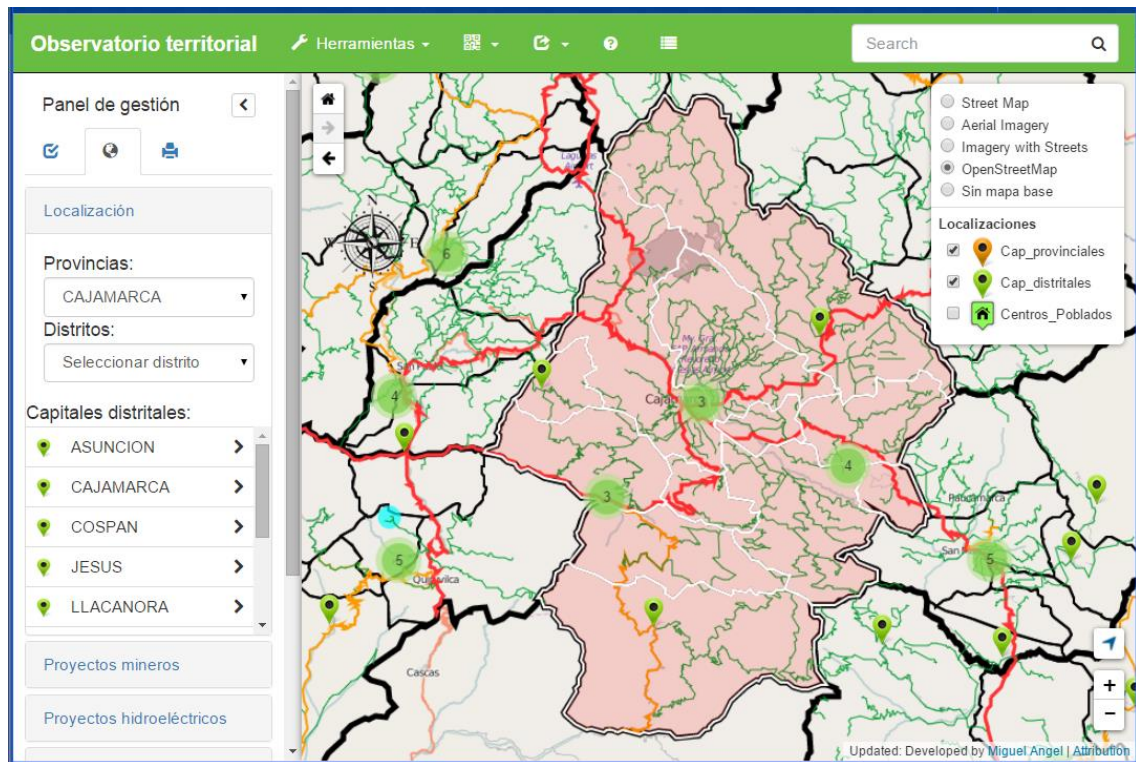 Observatorio territorial
Herramientas
Search
Panel de gestión
Localización
Provincias:
CAJAMARCA
Distritos:
Seleccionar distrito
Capitales distritales:
ASUNCION
CAJAMARCA
COSPAN
JESUS
LLACANORA
Proyectos mineros
Proyectos hidroeléctricos
N
W
E
S
6
4
3
3
4
5
5
Cascas
Street Map
Aerial Imagery
Imagery with Streets
OpenStreetMap
Sin mapa base
Localizaciones
Cap_provinciales
Cap_distritales
Centros_Poblados
+
−
Updated: Developed by Miguel Angel | Attribution